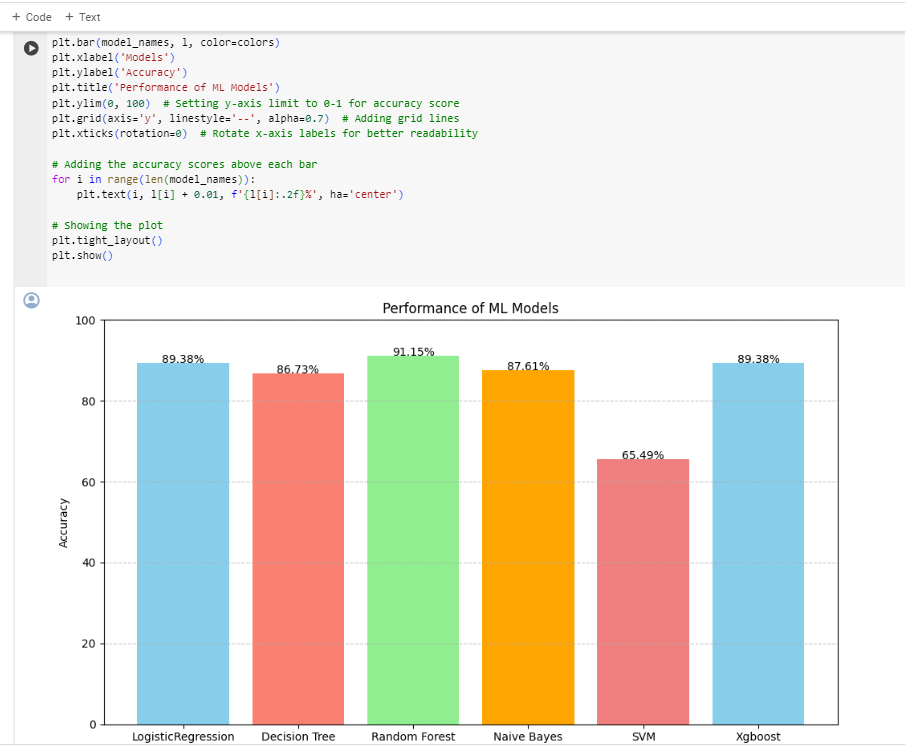 + Code + Text
plt.bar(model_names, l, color=colors)
plt.xlabel('Models')
plt.ylabel('Accuracy')
plt.title('Performance of ML Models')
plt.ylim(0, 100)  # Setting y-axis limit to 0-1 for accuracy score
plt.grid(axis='y', linestyle='--', alpha=0.7)  # Adding grid lines
plt.xticks(rotation=0)  # Rotate x-axis labels for better readability
# Adding the accuracy scores above each bar
for i in range(len(model_names)):
    plt.text(i, l[i] + 0.01, f'{l[i]:.2f}%', ha='center')
# Showing the plot
plt.tight_layout()
plt.show()
Performance of ML Models
100
80
60
40
20
0
Accuracy
89.38%
86.73%
91.15%
87.61%
65.49%
89.38%
LogisticRegression
Decision Tree
Random Forest
Naive Bayes
SVM
Xgboost